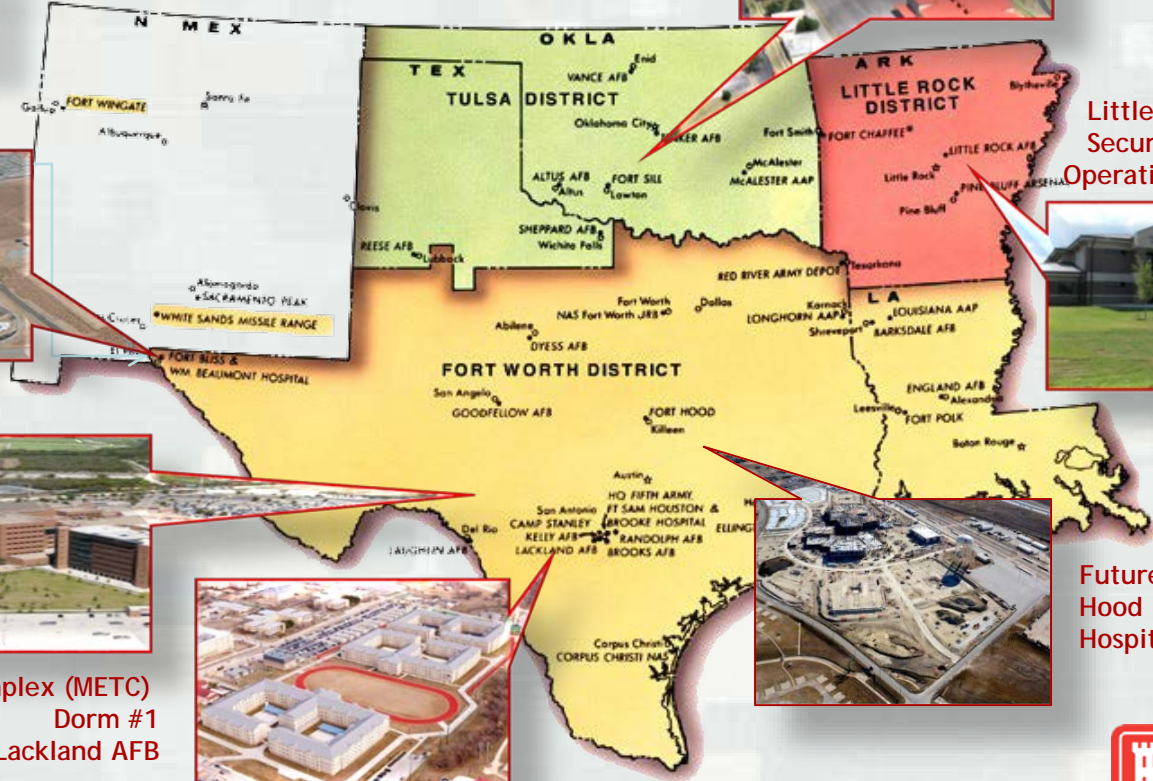 N MEX
OKLA
TEX
ARK
LA
TULSA DISTRICT
LITTLE ROCK
DISTRICT
FORT WORTH DISTRICT
FORT WINGATE
Albuquerque
Clovis
Alamogordo
SACRAMENTO PEAK
WHITE SANDS MISSILE RANGE
FORT BLISS &
WM. BEAUMONT HOSPITAL
Enid
VANCE AFB
Oklahoma City
KER AFB
Fort Smith
McAlester
McALESTER AAP
ALTUS AFB
Altus
FORT SILL
Lawton
SHEPPARD AFB
Wichita Falls
REESE AFB
Lubbock
Blytheville
FORT CHAFFEE
LITTLE ROCK AFB
Little Rock
PINE BLUFF ARSENAL
Pine Bluff
RED RIVER ARMY DEPOT
Texarkana
Fort Worth
NAS Fort Worth JRB
Dallas
Karnack
LONGHORN AAP
LOUISIANA AAP
Shreveport
BARKSDALE AFB
Abilene
DYESS AFB
San Angelo
GOODFELLOW AFB
FORT HOOD
Killeen
ENGLAND AFB
Alexandria
Leesville
FORT POLK
Baton Rouge
Austin
HQ FIFTH ARMY
San Antonio
FT SAM HOUSTON &
CAMP STANLEY
BROOKE HOSPITAL
KELLY AFB
RANDOLPH AFB
LACKLAND AFB
BROOKS AFB
Del Rio
LAUGHLIN AFB
ELLING
Corpus Christi
CORPUS CHRISTI NAS
Little
Secur
Operati
Future
Hood
Hospit
plex (METC)
Dorm #1
Lackland AFB